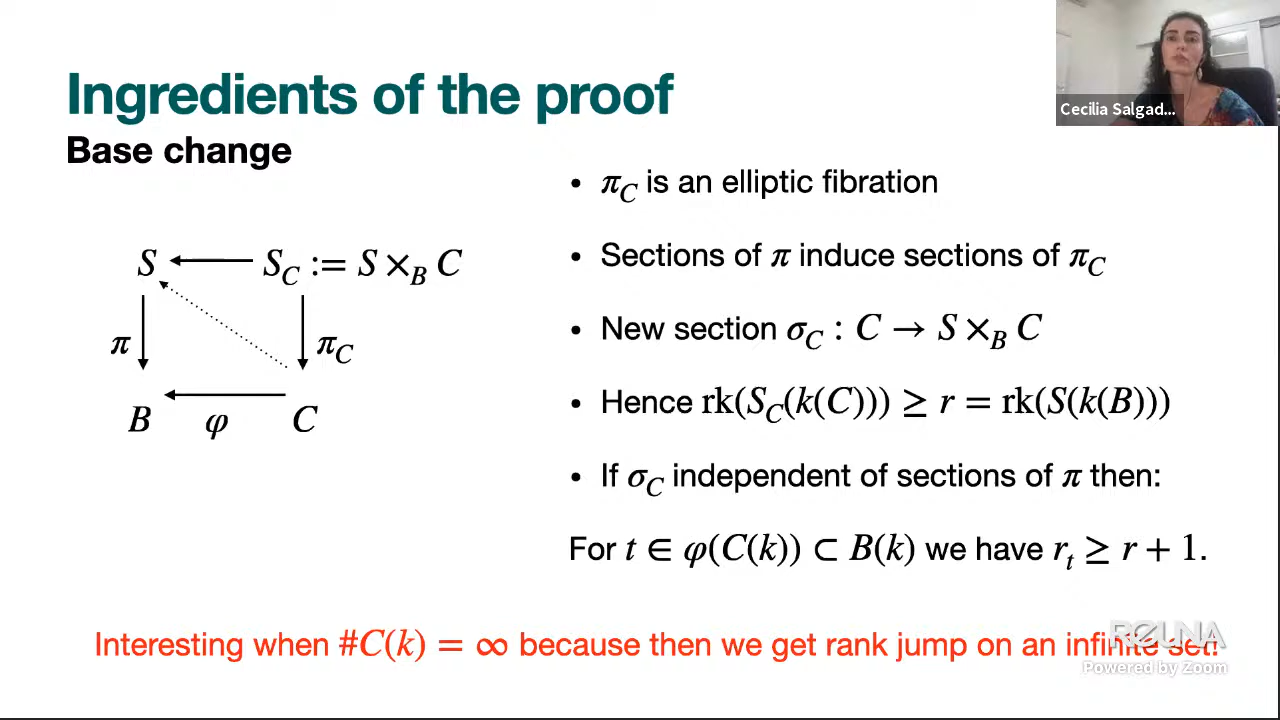 Ingredients of the proof
Base change
Cecilia Salgad...
S ← S_C := S ×_B C
π
π_C
B
φ
C
• π_C is an elliptic fibration
• Sections of π induce sections of π_C
• New section σ_C : C → S ×_B C
• Hence rk(S_C(k(C))) ≥ r = rk(S(k(B)))
• If σ_C independent of sections of π then:
For t ∈ φ(C(k)) ⊂ B(k) we have r_t ≥ r + 1.
Interesting when #C(k) = ∞ because then we get rank jump on an infinite set!
REUNA
Powered by Zoom